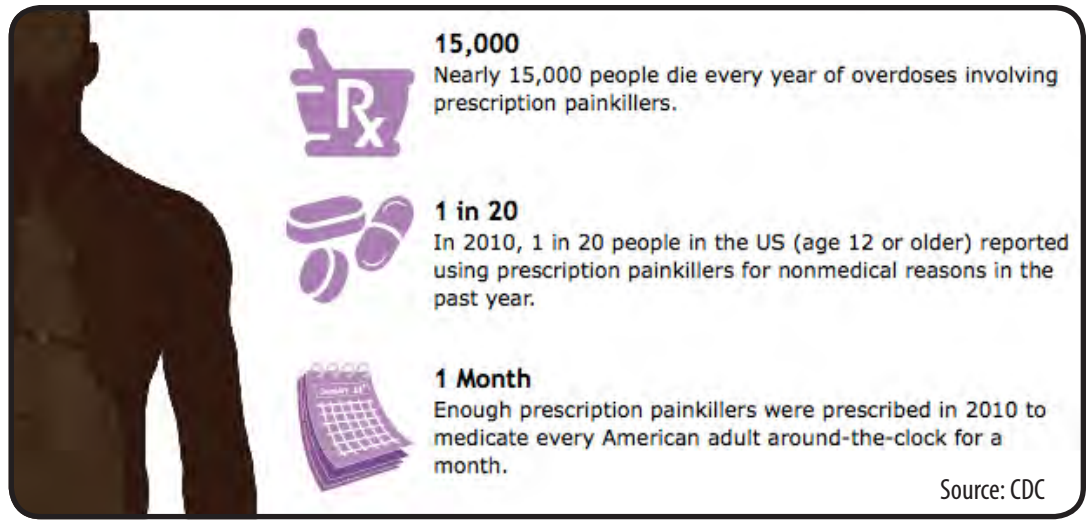 Rx
15,000
Nearly 15,000 people die every year of overdoses involving
prescription painkillers.
1 in 20
In 2010, 1 in 20 people in the US (age 12 or older) reported
using prescription painkillers for nonmedical reasons in the
past year.
1 Month
Enough prescription painkillers were prescribed in 2010 to
medicate every American adult around-the-clock for a
month.
Source: CDC